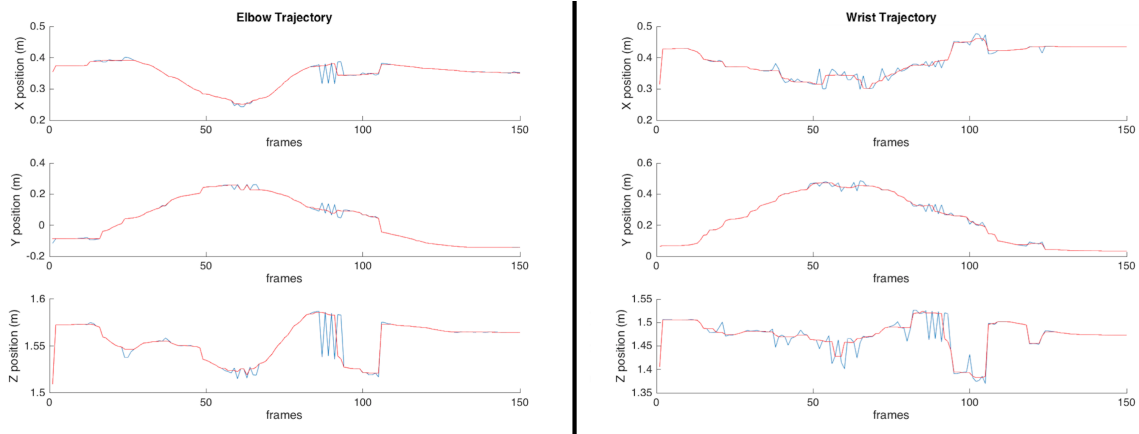 Elbow Trajectory
0.5
0.4
0.3
0.2
X position (m)
0 50 100 150
frames
0.4
0.2
0
-0.2
Y position (m)
0 50 100 150
frames
1.6
1.55
1.5
Z position (m)
0 50 100 150
frames
Wrist Trajectory
0.5
0.4
0.3
0.2
X position (m)
0 50 100 150
frames
0.6
0.4
0.2
0
Y position (m)
0 50 100 150
frames
1.55
1.5
1.45
1.4
1.35
Z position (m)
0 50 100 150
frames